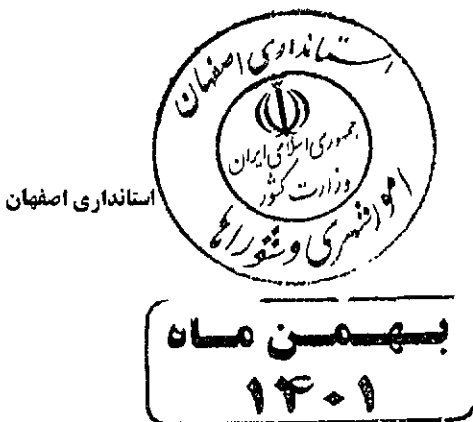 استانداری اصفهان
جمهوری اسلامی ایران
وزارت کشور
امور شهری و شوراها
استانداری اصفهان
بهمن ماه
۱۴۰۱